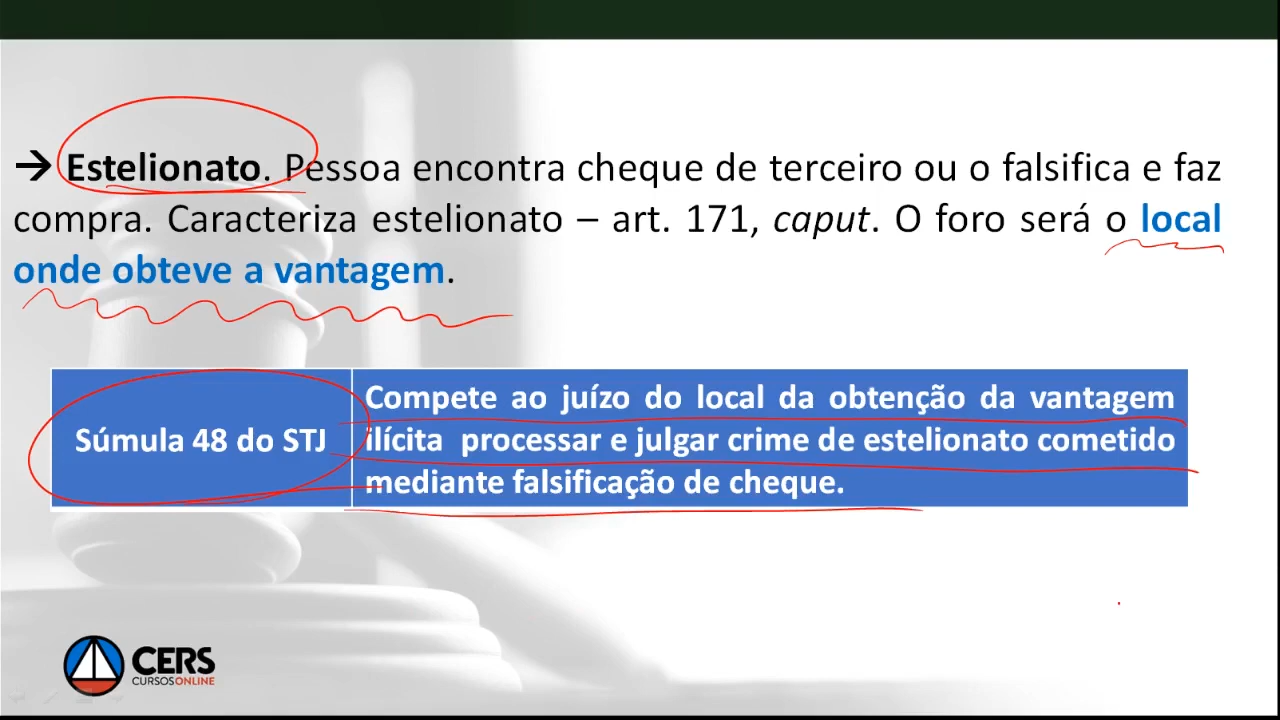 → Estelionato. Pessoa encontra cheque de terceiro ou o falsifica e faz
compra. Caracteriza estelionato – art. 171, caput. O foro será o local
onde obteve a vantagem.
Súmula 48 do STJ
Compete ao juízo do local da obtenção da vantagem
ilícita processar e julgar crime de estelionato cometido
mediante falsificação de cheque.
CERS
CURSOS ONLINE